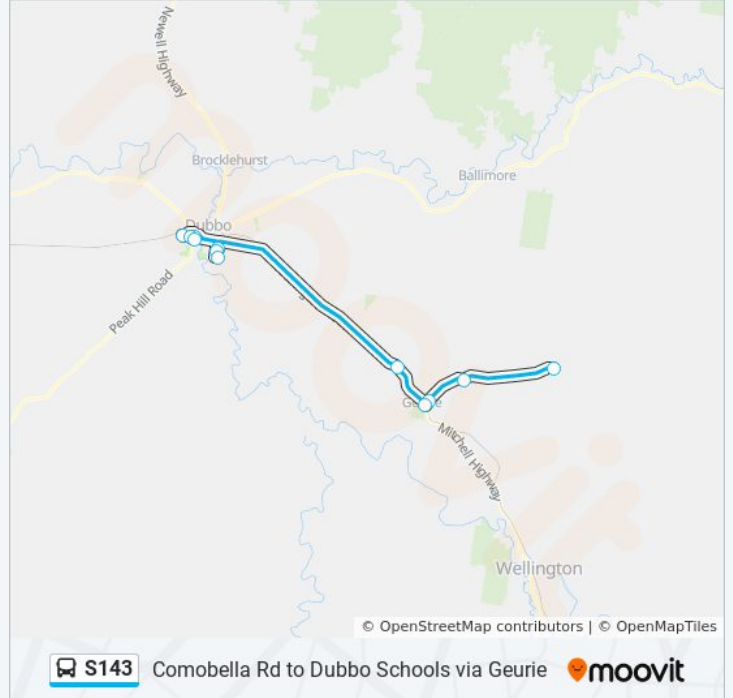 Newell Highway
Brocklehurst
Ballimore
Dubbo
Peak Hill Road
Mitchell Highway
Wellington
© OpenStreetMap contributors | © OpenMapTiles
S143 Comobella Rd to Dubbo Schools via Geurie moovit